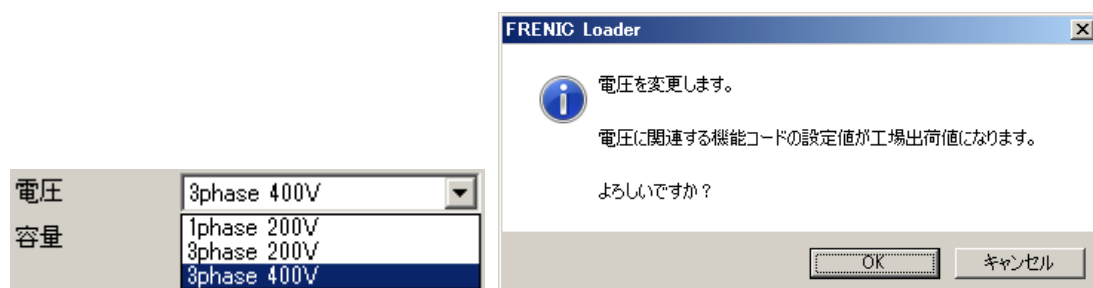 電圧
3phase 400V
容量
1phase 200V
3phase 200V
3phase 400V
FRENIC Loader
電圧を変更します。
電圧に関連する機能コードの設定値が工場出荷値になります。
よろしいですか？
OK
キャンセル